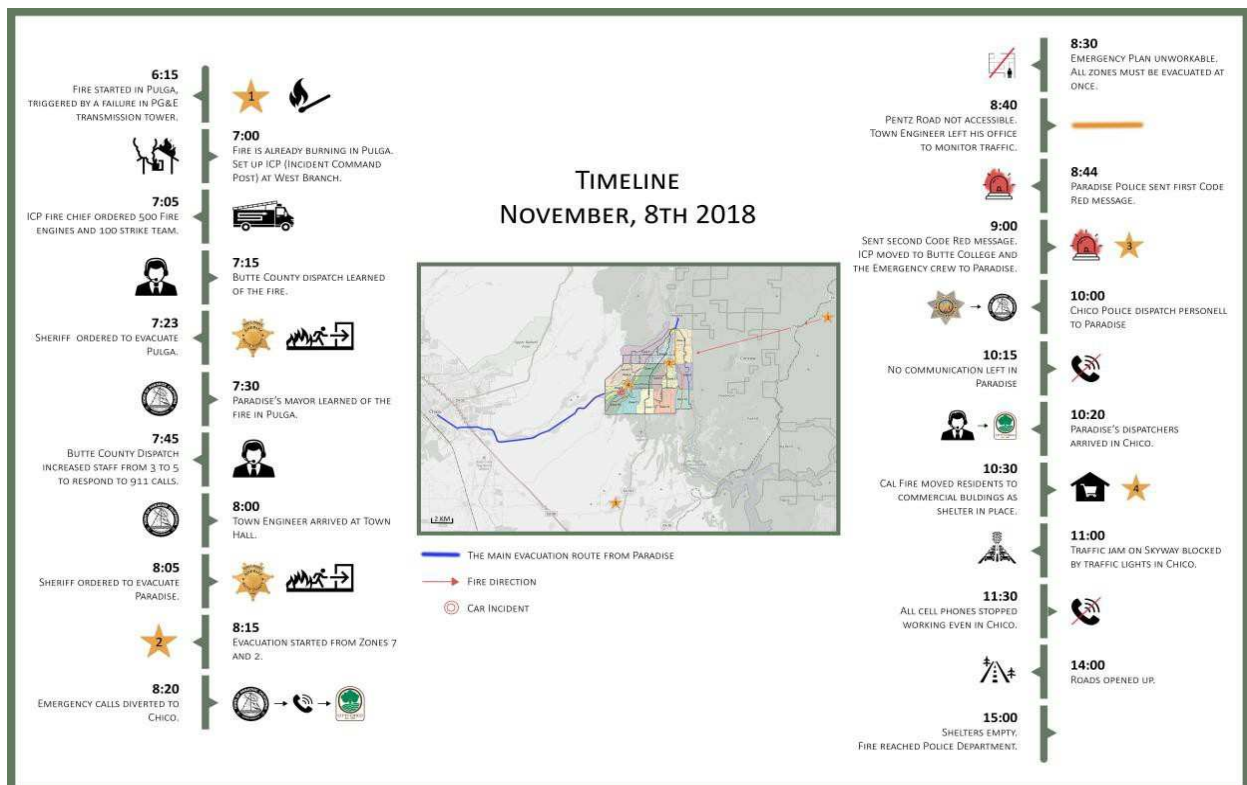 6:15
Fire started in Pulga,
triggered by a failure in PG&E
transmission tower.
1
7:00
Fire is already burning in Pulga.
Set up ICP (Incident Command
Post) at West Branch.
7:05
ICP fire chief ordered 500 Fire
engines and 100 strike team.
7:15
Butte County dispatch learned
of the fire.
7:23
Sheriff ordered to evacuate
Pulga.
7:30
Paradise's mayor learned of the
fire in Pulga.
7:45
Butte County Dispatch
increased staff from 3 to 5
to respond to 911 calls.
8:00
Town Engineer arrived at Town
Hall.
8:05
Sheriff ordered to evacuate
Paradise.
2
8:15
Evacuation started from Zones 7
and 2.
8:20
Emergency calls diverted to
Chico.
Timeline
November, 8th 2018
2 KM
The main evacuation route from Paradise
Fire direction
Car Incident
8:30
Emergency Plan unworkable.
All zones must be evacuated at
once.
8:40
Pentz Road not accessible.
Town Engineer left his office
to monitor traffic.
8:44
Paradise Police sent first Code
Red message.
9:00
Sent second Code Red message.
ICP moved to Butte College and
the Emergency crew to Paradise.
3
10:00
Chico Police dispatch personell
to Paradise
10:15
No communication left in
Paradise
10:20
Paradise's dispatchers
arrived in Chico.
10:30
Cal Fire moved residents to
commercial buldings as
shelter in place.
4
11:00
Traffic jam on Skyway blocked
by traffic lights in Chico.
11:30
All cell phones stopped
working even in Chico.
14:00
Roads opened up.
15:00
Shelters empty.
Fire reached Police Department.